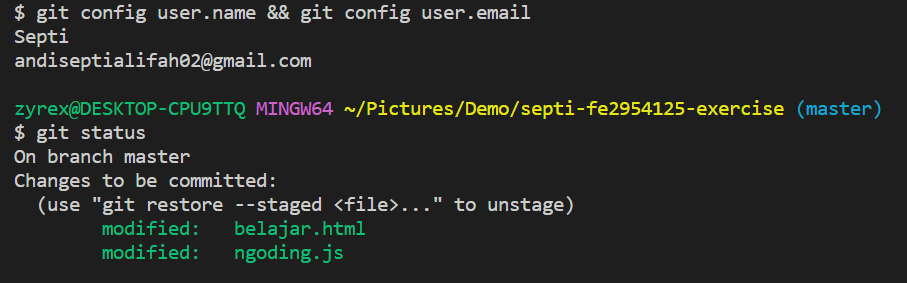 $ git config user.name && git config user.email
Septi
andiseptialifah02@gmail.com
zyrex@DESKTOP-CPU9TTQ MINGW64 ~/Pictures/Demo/septi-fe2954125-exercise (master)
$ git status
On branch master
Changes to be committed:
  (use "git restore --staged <file>..." to unstage)
        modified:   belajar.html
        modified:   ngoding.js